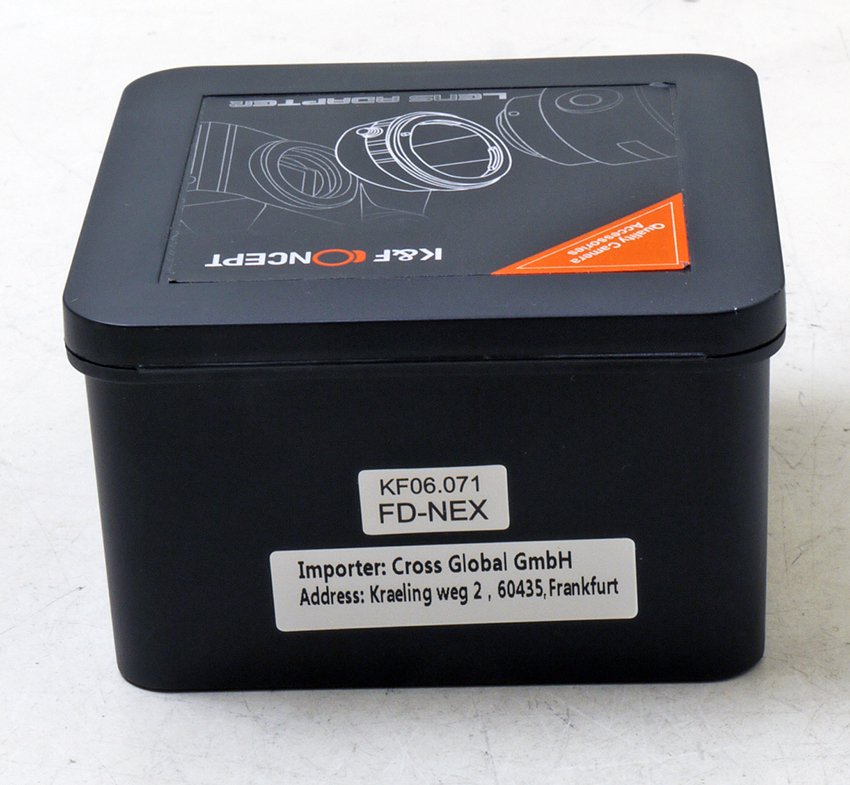 LENS ADAPTER
K&F CONCEPT
Quality Camera
Accessories
KF06.071
FD-NEX
Importer: Cross Global GmbH
Address: Kraeling weg 2 , 60435, Frankfurt